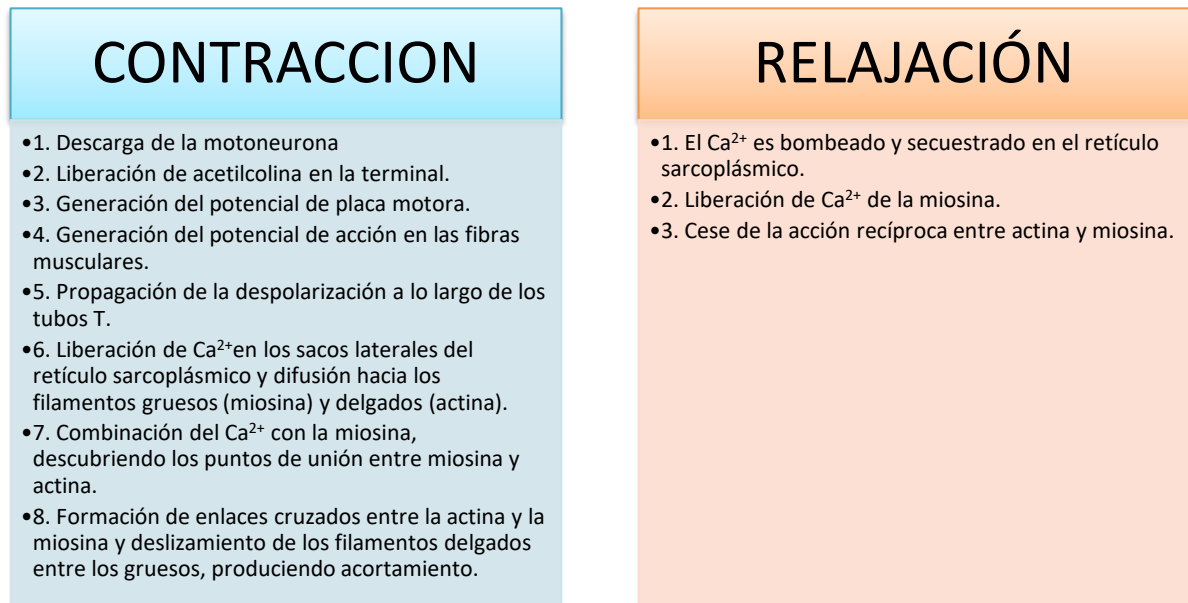 CONTRACCION
•1. Descarga de la motoneurona
•2. Liberación de acetilcolina en la terminal.
•3. Generación del potencial de placa motora.
•4. Generación del potencial de acción en las fibras
musculares.
•5. Propagación de la despolarización a lo largo de los
tubos T.
•6. Liberación de Ca²⁺en los sacos laterales del
retículo sarcoplásmico y difusión hacia los
filamentos gruesos (miosina) y delgados (actina).
•7. Combinación del Ca²⁺ con la miosina,
descubriendo los puntos de unión entre miosina y
actina.
•8. Formación de enlaces cruzados entre la actina y la
miosina y deslizamiento de los filamentos delgados
entre los gruesos, produciendo acortamiento.
RELAJACIÓN
•1. El Ca²⁺ es bombeado y secuestrado en el retículo
sarcoplásmico.
•2. Liberación de Ca²⁺ de la miosina.
•3. Cese de la acción recíproca entre actina y miosina.